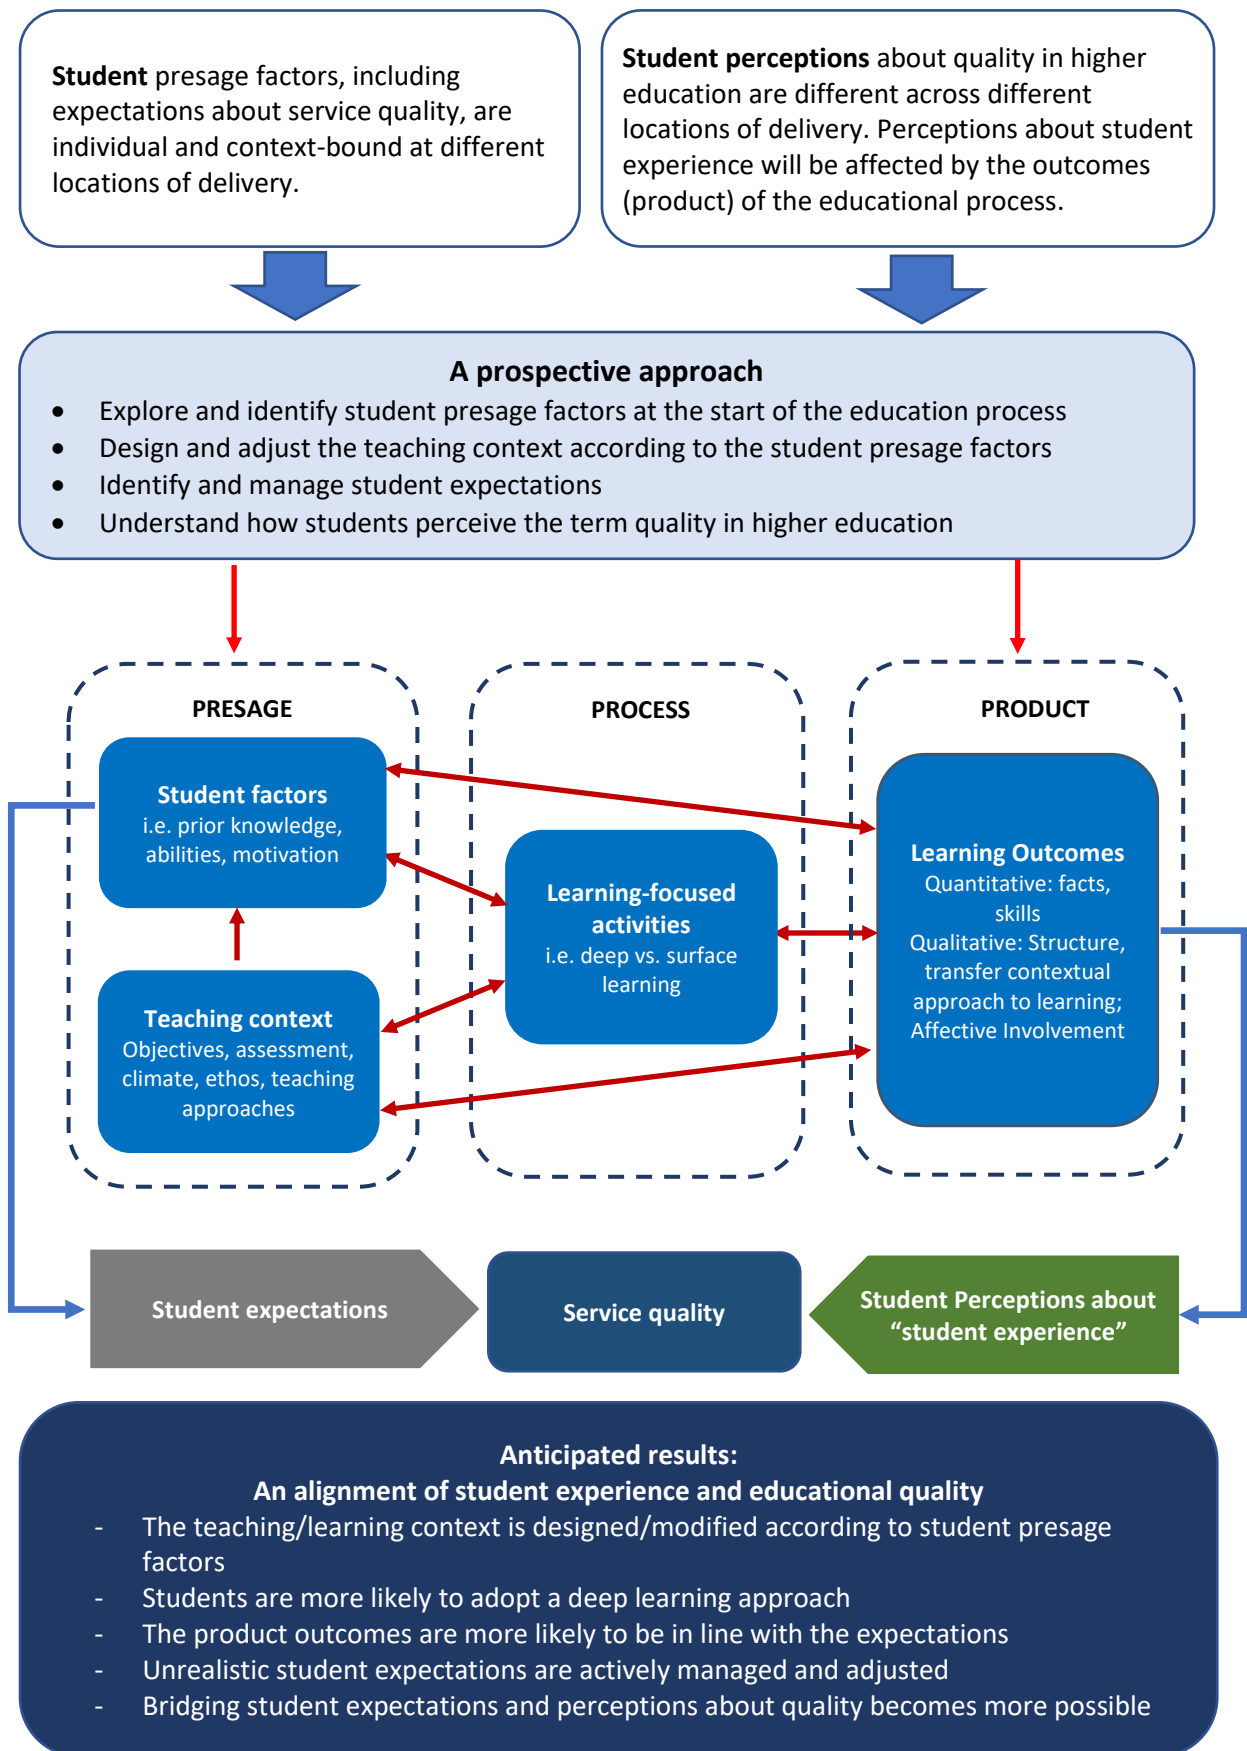 Student presage factors, including
expectations about service quality, are
individual and context-bound at different
locations of delivery.
Student perceptions about quality in higher
education are different across different
locations of delivery. Perceptions about student
experience will be affected by the outcomes
(product) of the educational process.
A prospective approach
• Explore and identify student presage factors at the start of the education process
• Design and adjust the teaching context according to the student presage factors
• Identify and manage student expectations
• Understand how students perceive the term quality in higher education
PRESAGE
Student factors
i.e. prior knowledge,
abilities, motivation
Teaching context
Objectives, assessment,
climate, ethos, teaching
approaches
PROCESS
Learning-focused
activities
i.e. deep vs. surface
learning
PRODUCT
Learning Outcomes
Quantitative: facts,
skills
Qualitative: Structure,
transfer contextual
approach to learning;
Affective Involvement
Student expectations
Service quality
Student Perceptions about
“student experience”
Anticipated results:
An alignment of student experience and educational quality
- The teaching/learning context is designed/modified according to student presage
factors
- Students are more likely to adopt a deep learning approach
- The product outcomes are more likely to be in line with the expectations
- Unrealistic student expectations are actively managed and adjusted
- Bridging student expectations and perceptions about quality becomes more possible